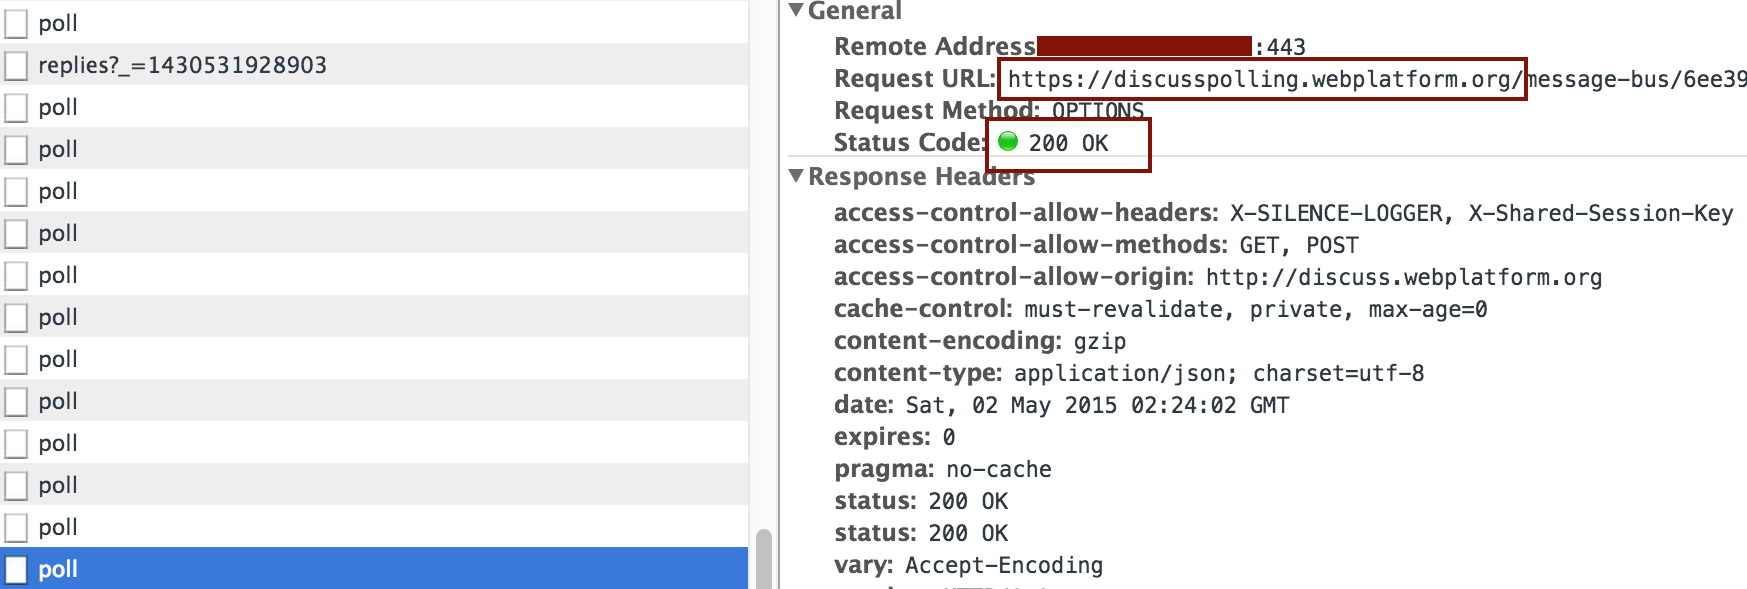 poll
replies?_=1430531928903
poll
poll
poll
poll
poll
poll
poll
poll
poll
poll
poll
poll
General
Remote Address :443
Request URL: https://discusspolling.webplatform.org/message-bus/6ee39
Request Method: OPTIONS
Status Code: 200 OK
Response Headers
access-control-allow-headers: X-SILENCE-LOGGER, X-Shared-Session-Key
access-control-allow-methods: GET, POST
access-control-allow-origin: http://discuss.webplatform.org
cache-control: must-revalidate, private, max-age=0
content-encoding: gzip
content-type: application/json; charset=utf-8
date: Sat, 02 May 2015 02:24:02 GMT
expires: 0
pragma: no-cache
status: 200 OK
status: 200 OK
vary: Accept-Encoding